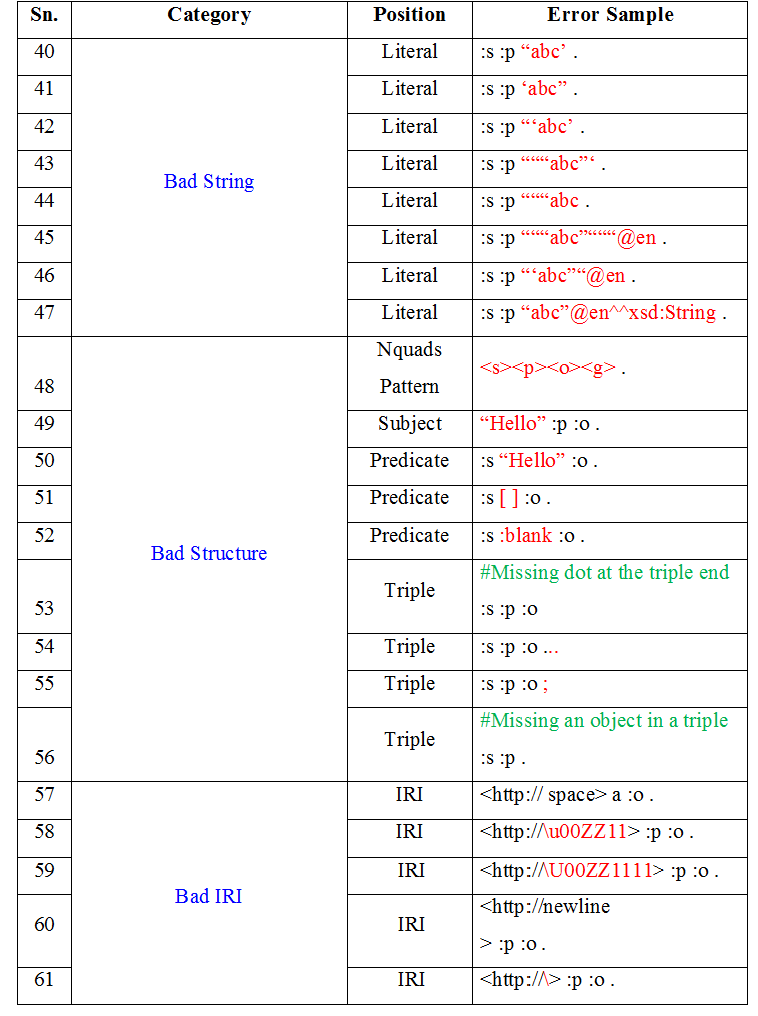 Sn. Category Position Error Sample
40 Literal :s :p “abc’ .
41 Literal :s :p ‘abc” .
42 Literal :s :p “‘abc’ .
43 Literal :s :p “““abc”‘ .
44 Literal :s :p “““abc .
45 Literal :s :p “““abc”“““@en .
46 Literal :s :p “‘abc”“@en .
47 Literal :s :p “abc”@en^^xsd:String .
Bad String
48 Nquads
Pattern
<s><p><o><g> .
49 Subject “Hello” :p :o .
50 Predicate :s “Hello” :o .
51 Predicate :s [ ] :o .
52 Predicate :s :blank :o .
Bad Structure
53 Triple #Missing dot at the triple end
:s :p :o
54 Triple :s :p :o ...
55 Triple :s :p :o ;
56 Triple #Missing an object in a triple
:s :p .
57 IRI <http:// space> a :o .
58 IRI <http://\u00ZZ11> :p :o .
59 IRI <http://\U00ZZ1111> :p :o .
Bad IRI
60 IRI <http://newline
> :p :o .
61 IRI <http://\> :p :o .